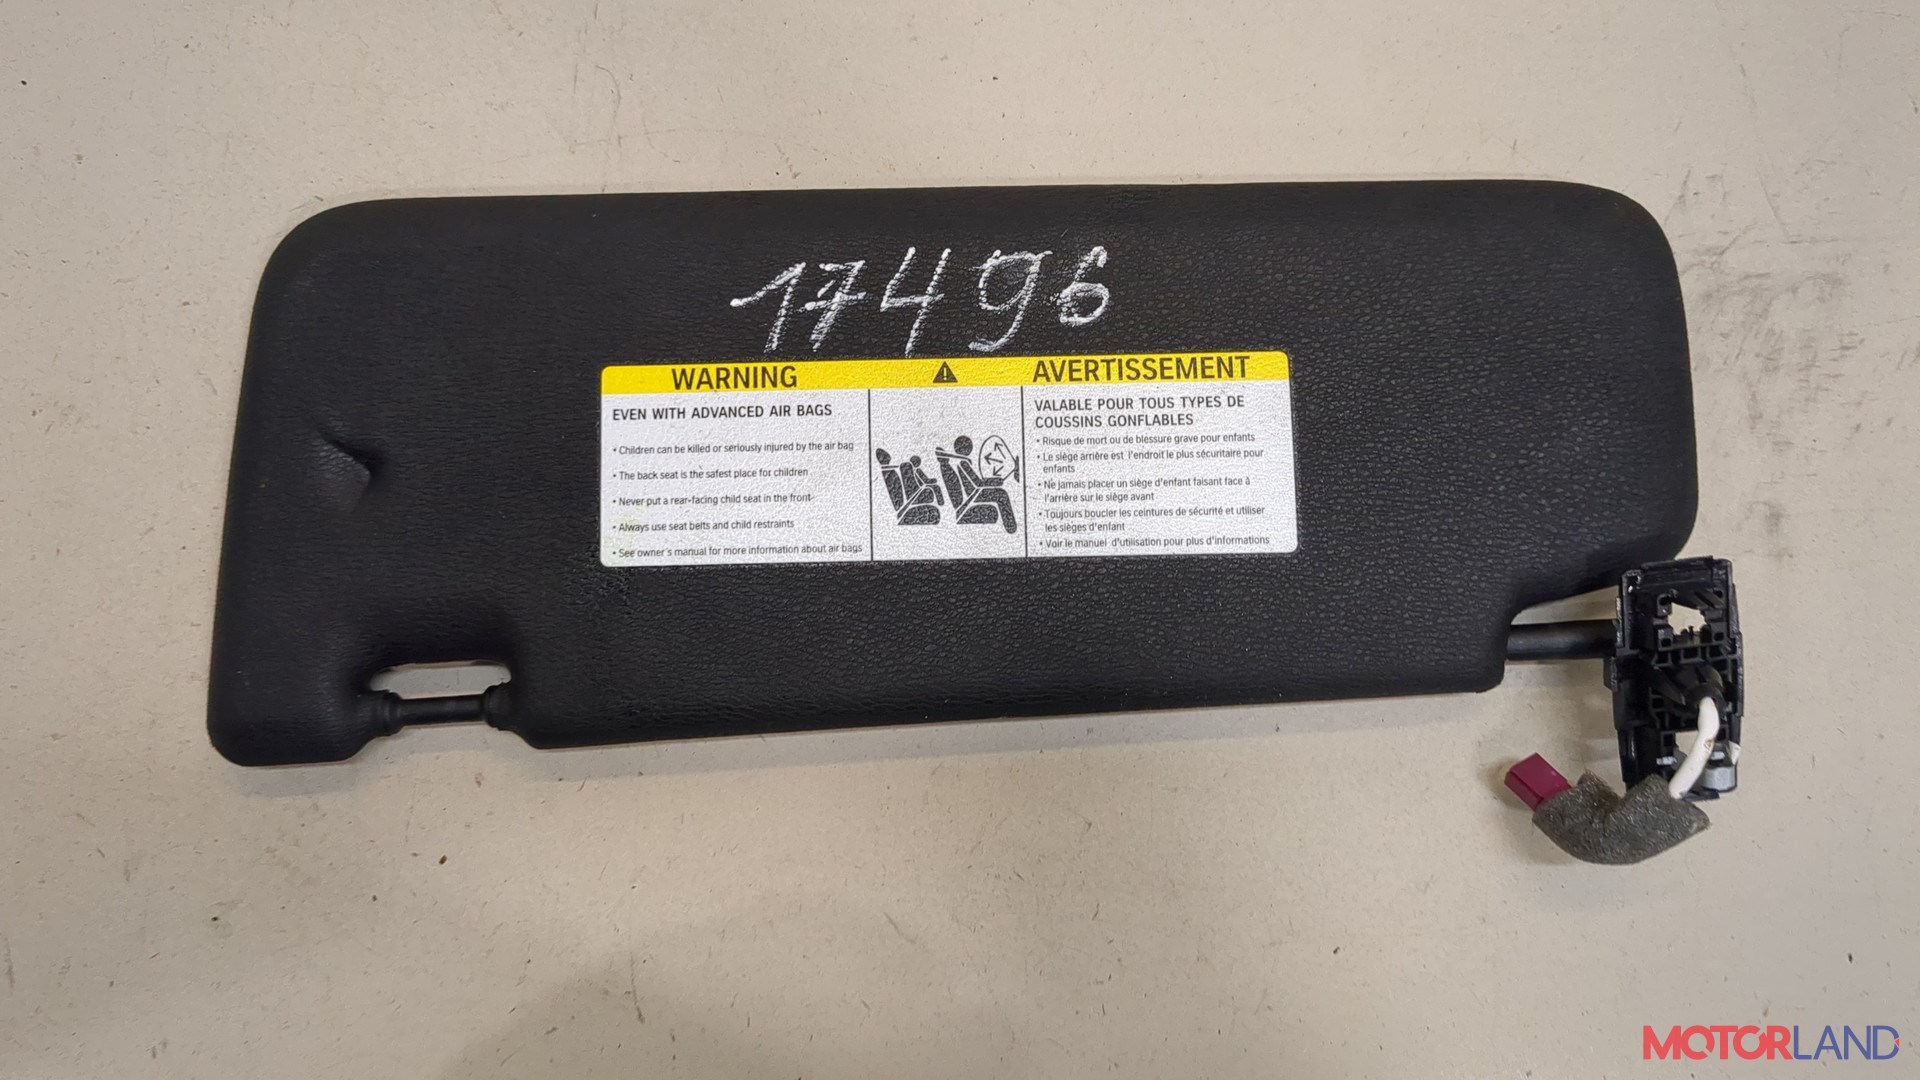 17496
WARNING
EVEN WITH ADVANCED AIR BAGS
• Children can be killed or seriously injured by the air bag
• The back seat is the safest place for children
• Never put a rear-facing child seat in the front
• Always use seat belts and child restraints
• See owner's manual for more information about air bags
AVERTISSEMENT
VALABLE POUR TOUS TYPES DE
COUSSINS GONFLABLES
• Risque de mort ou de blessure grave pour enfants
• Le siège arrière est l'endroit le plus sécuritaire pour
enfants
• Ne jamais placer un siège d'enfant faisant face à
l'arrière sur le siège avant
• Toujours boucler les ceintures de sécurité et utiliser
les sièges d'enfant
• Voir le manuel d'utilisation pour plus d'informations
MOTORLAND